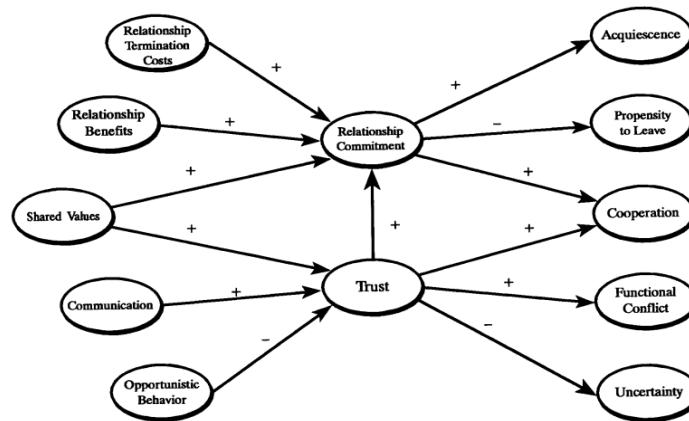 Relationship
Termination
Costs
+
Acquiescence
+
Relationship
Benefits
+
Relationship
Commitment
−
Propensity
to Leave
+
+
Shared Values
+
+
+
Cooperation
Communication
+
Trust
+
Functional
Conflict
−
−
Opportunistic
Behavior
Uncertainty